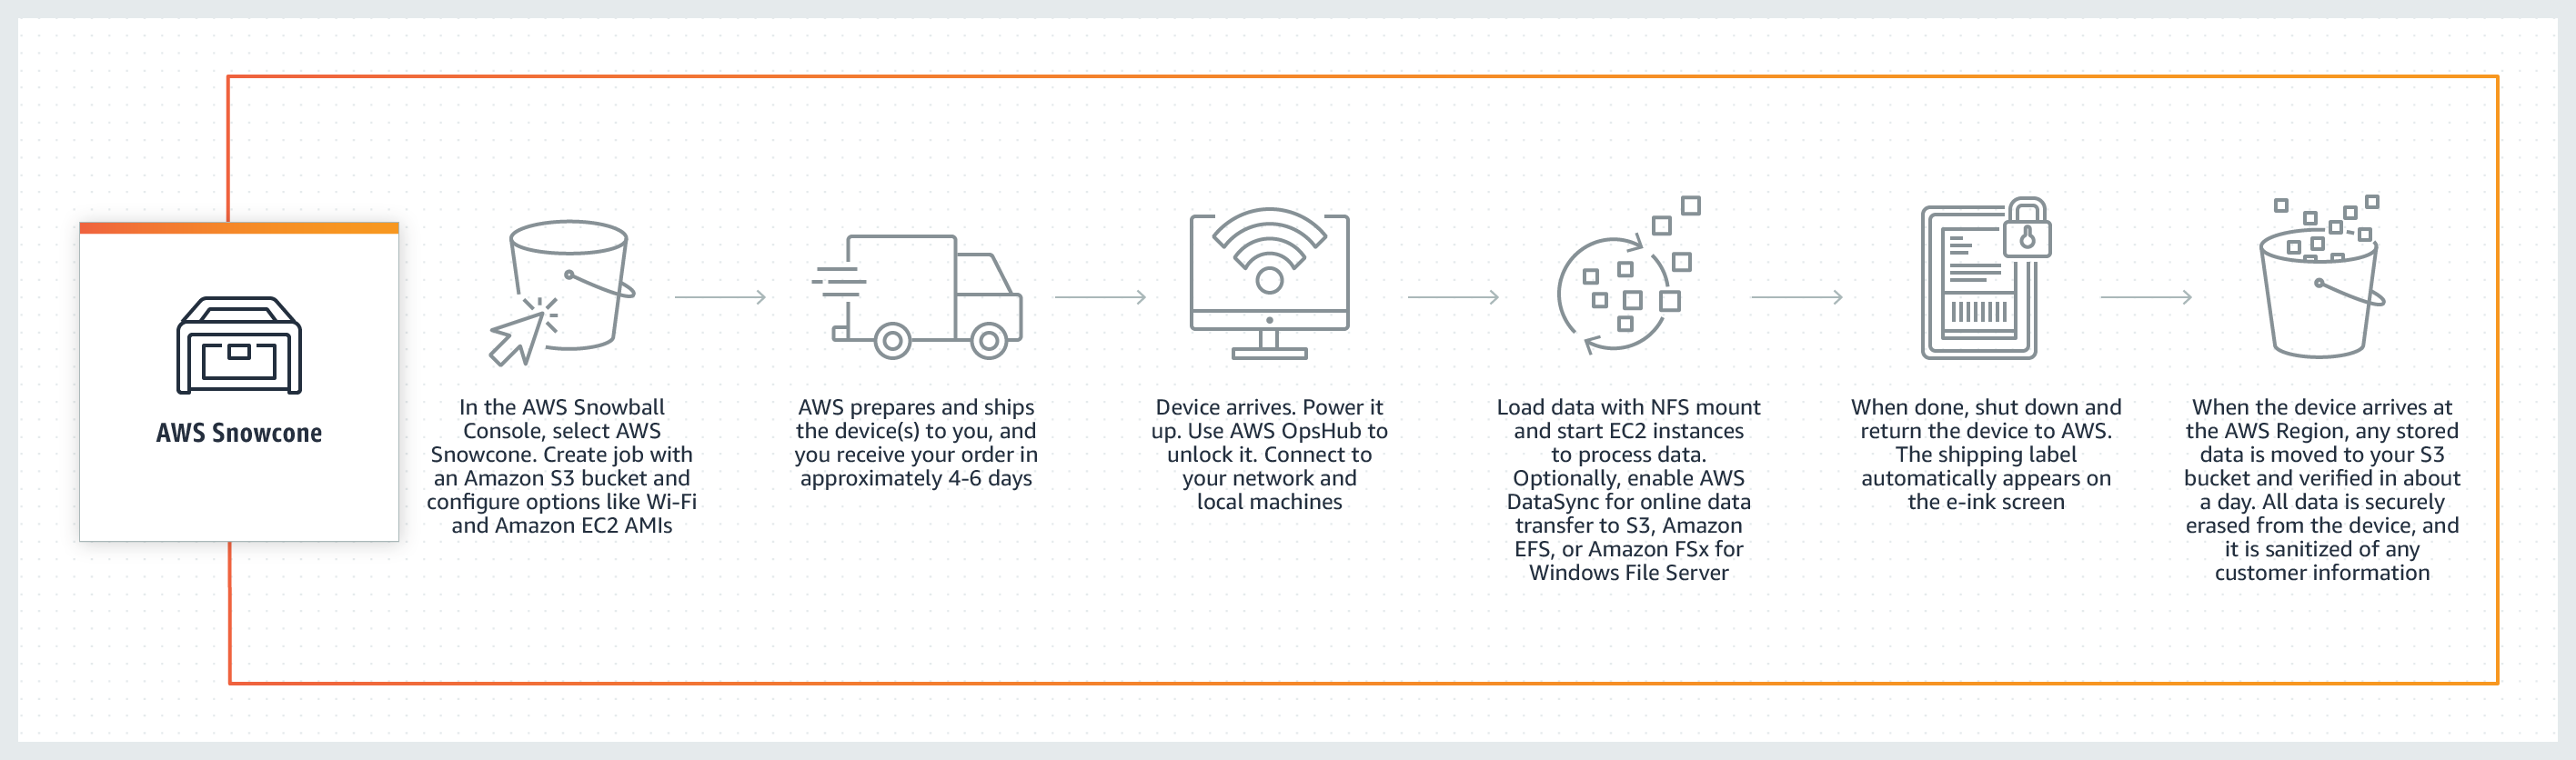 AWS Snowcone
In the AWS Snowball
Console, select AWS
Snowcone. Create job with
an Amazon S3 bucket and
configure options like Wi-Fi
and Amazon EC2 AMIs
AWS prepares and ships
the device(s) to you, and
you receive your order in
approximately 4-6 days
Device arrives. Power it
up. Use AWS OpsHub to
unlock it. Connect to
your network and
local machines
Load data with NFS mount
and start EC2 instances
to process data.
Optionally, enable AWS
DataSync for online data
transfer to S3, Amazon
EFS, or Amazon FSx for
Windows File Server
When done, shut down and
return the device to AWS.
The shipping label
automatically appears on
the e-ink screen
When the device arrives at
the AWS Region, any stored
data is moved to your S3
bucket and verified in about
a day. All data is securely
erased from the device, and
it is sanitized of any
customer information